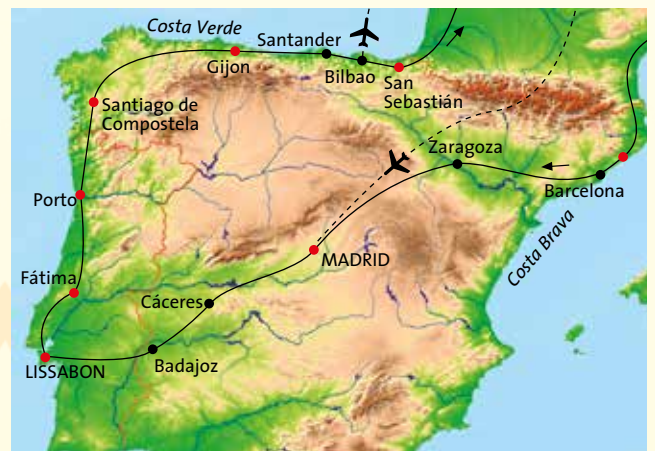 Costa Verde
Santander
Gijon
Bilbao
San
Sebastián
Santiago de
Compostela
Zaragoza
Barcelona
Porto
Costa Brava
MADRID
Fátima
Cáceres
LISSABON
Badajoz